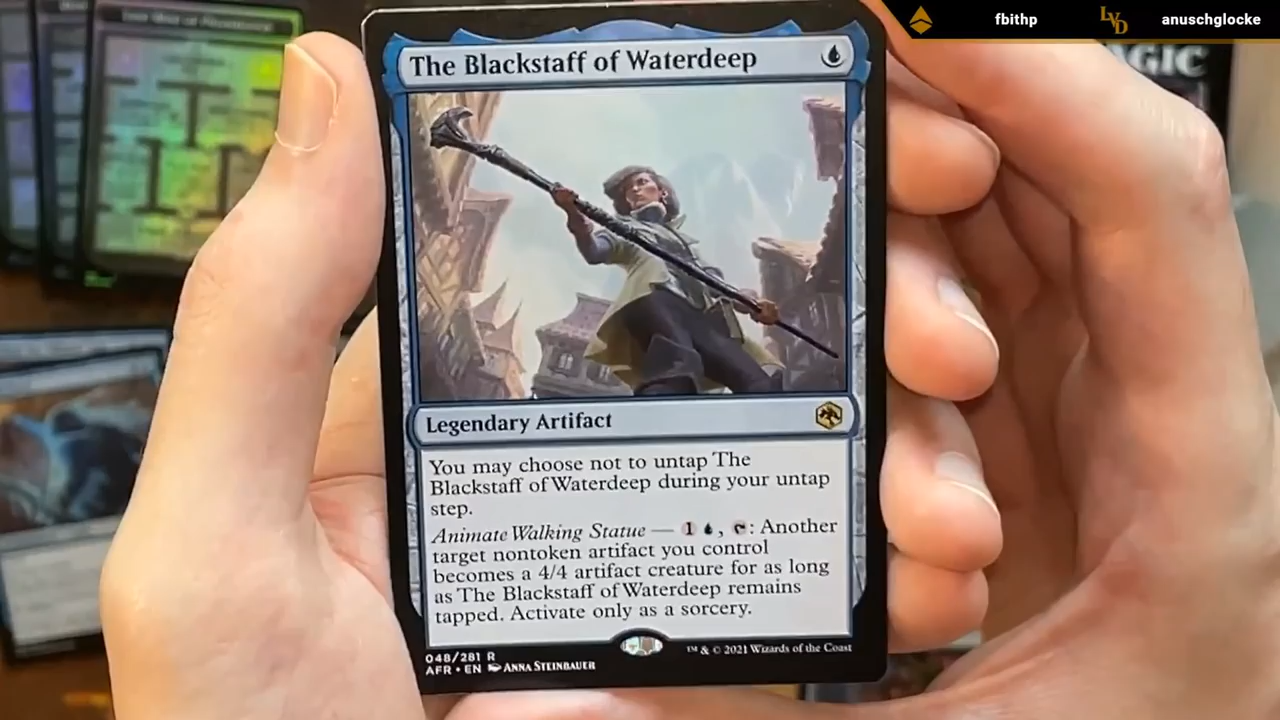 fbithp
LVD
anuschglocke
The Blackstaff of Waterdeep
Legendary Artifact
You may choose not to untap The
Blackstaff of Waterdeep during your untap
step.
Animate Walking Statue — 1 , : Another
target nontoken artifact you control
becomes a 4/4 artifact creature for as long
as The Blackstaff of Waterdeep remains
tapped. Activate only as a sorcery.
048/281 R
AFR • EN ANNA STEINBAUER
™ & © 2021 Wizards of the Coast